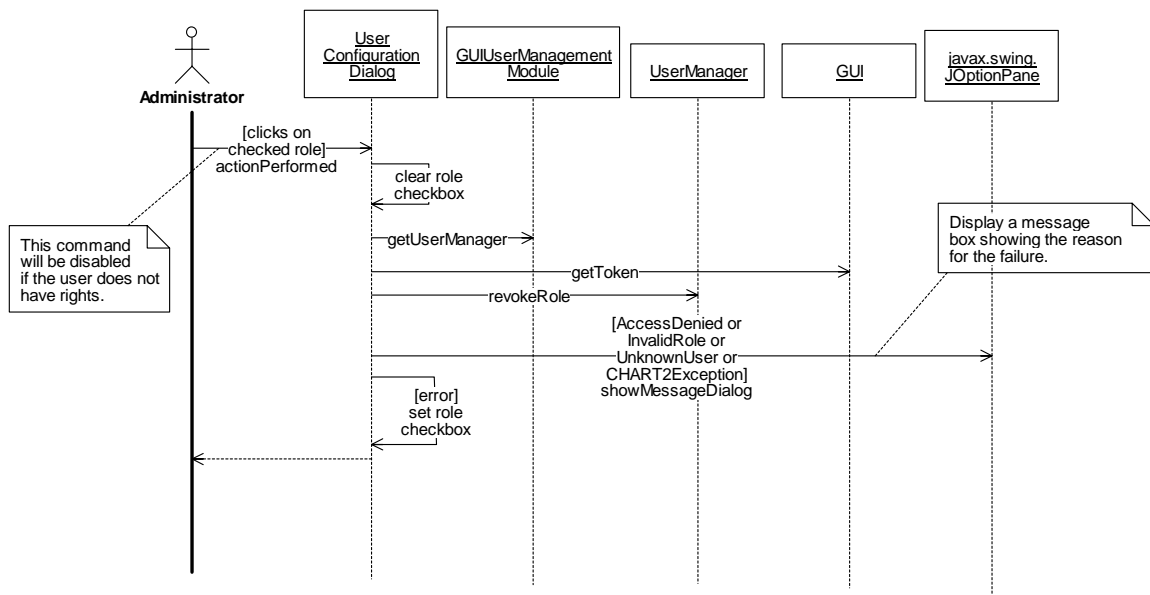 User
Configuration
Dialog
GUIUserManagement
Module
UserManager
GUI
javax.swing.
JOptionPane
Administrator
[clicks on
checked role]
actionPerformed
clear role
checkbox
This command
will be disabled
if the user does not
have rights.
getUserManager
Display a message
box showing the reason
for the failure.
getToken
revokeRole
[AccessDenied or
InvalidRole or
UnknownUser or
CHART2Exception]
showMessageDialog
[error]
set role
checkbox